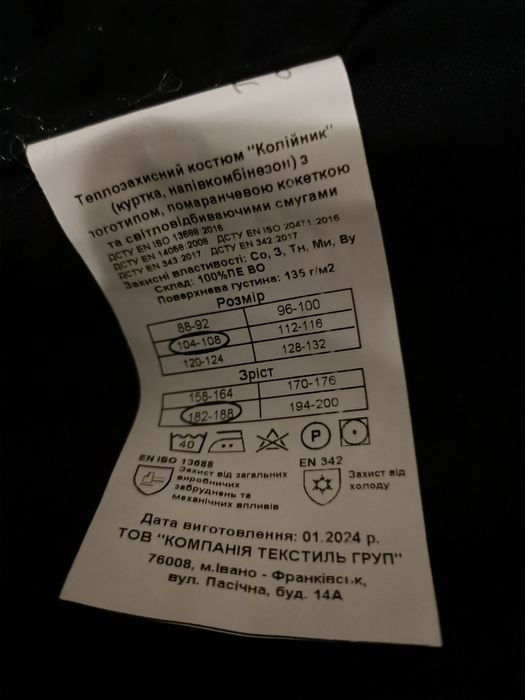 Теплозахисний костюм "Колійник"
(куртка, напівкомбінезон) з
логотипом, помаранчевою кокеткою
та світловідбиваючими смугами
ДСТУ EN ISO 13688:2016 ДСТУ EN ISO 20471:2016
ДСТУ EN 14058:2008 ДСТУ EN 342:2017
ДСТУ EN 343:2017
Захисні властивості: Со, З, Тн, Ми, Ву
Склад: 100%ПЕ ВО
Поверхнева густина: 135 г/м2
Розмір
88-92 96-100
104-108 112-116
120-124 128-132
Зріст
158-164 170-176
182-188 194-200
40 P
EN ISO 13688 EN 342
Захист від загальних
виробничих
забруднень та
механічних впливів
Захист від
холоду
Дата виготовлення: 01.2024 р.
ТОВ "КОМПАНІЯ ТЕКСТИЛЬ ГРУП"
76008, м.Івано - Франківськ,
вул. Пасічна, буд. 14А